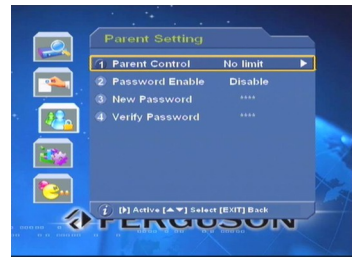 Parent Setting
1 Parent Control No limit
2 Password Enable Disable
3 New Password ****
4 Verify Password ****
i [▶] Active [▲▼] Select [EXIT] Back
FERGUSON